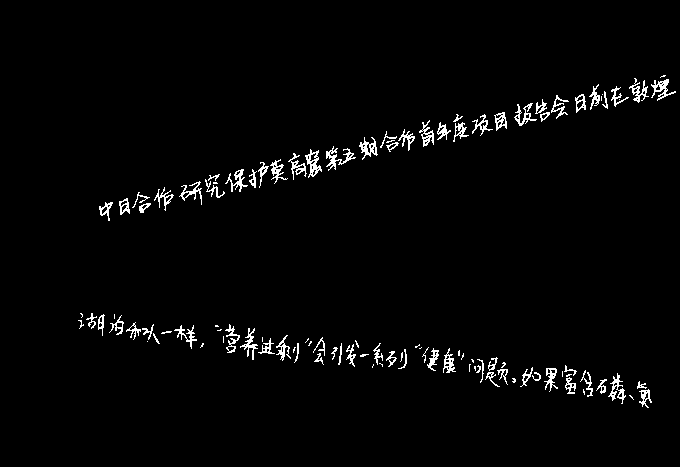 中日合作研究保护莫高窟第五期合作首年度项目报告会日前在敦煌
湖泊和人一样，“营养过剩”会引发一系列“健康”问题。如果富含磷、氮